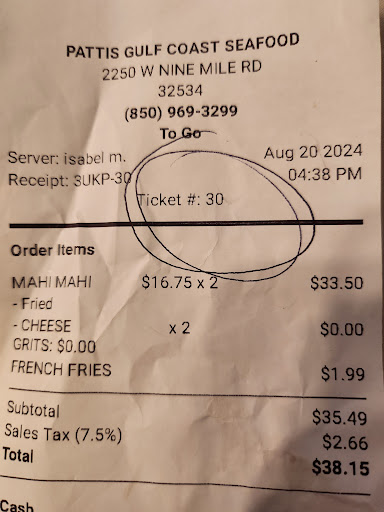 PATTIS GULF COAST SEAFOOD
2250 W NINE MILE RD
32534
(850) 969-3299
To Go
Server: isabel m. Aug 20 2024
Receipt: 3UKP-30 04:38 PM
Ticket #: 30
Order Items
MAHI MAHI $16.75 x 2 $33.50
- Fried
- CHEESE x 2 $0.00
GRITS: $0.00
FRENCH FRIES $1.99
Subtotal $35.49
Sales Tax (7.5%) $2.66
Total $38.15
Cash